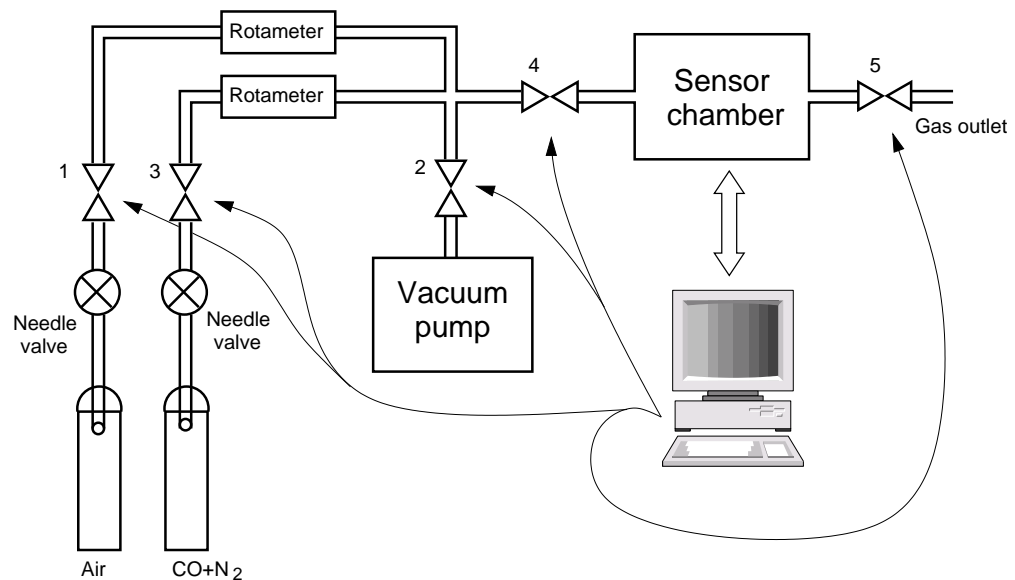 Rotameter
Rotameter
4
5
Sensor
chamber
Gas outlet
1
3
2
Vacuum
pump
Needle
valve
Needle
valve
Air
CO+N2